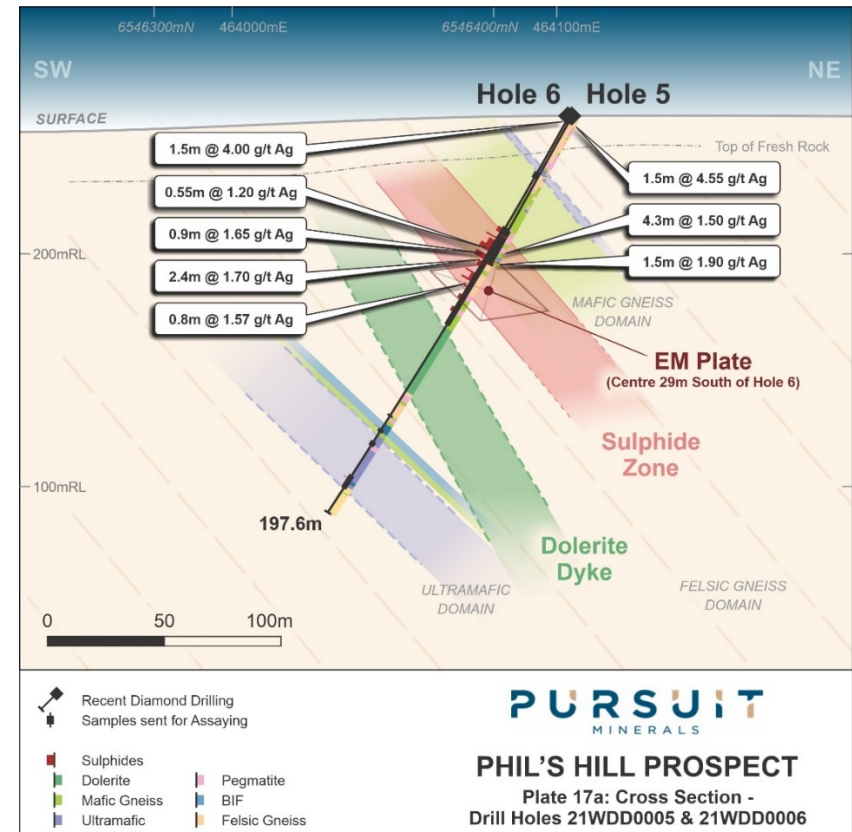 6546300mN 464000mE 6546400mN 464100mE
SW
NE
Hole 6 Hole 5
SURFACE
Top of Fresh Rock
1.5m @ 4.00 g/t Ag
0.55m @ 1.20 g/t Ag
0.9m @ 1.65 g/t Ag
2.4m @ 1.70 g/t Ag
0.8m @ 1.57 g/t Ag
1.5m @ 4.55 g/t Ag
4.3m @ 1.50 g/t Ag
1.5m @ 1.90 g/t Ag
200mRL
200mRL
MAFIC GNEISS
DOMAIN
EM Plate
(Centre 29m South of Hole 6)
Sulphide
Zone
100mRL
100mRL
197.6m
Dolerite
Dyke
ULTRAMAFIC
DOMAIN
FELSIC GNEISS
DOMAIN
0 50 100m
Recent Diamond Drilling
Samples sent for Assaying
Sulphides
Dolerite
Mafic Gneiss
Ultramafic
Pegmatite
BIF
Felsic Gneiss
PURSUIT
MINERALS
PHIL'S HILL PROSPECT
Plate 17a: Cross Section -
Drill Holes 21WDD0005 & 21WDD0006